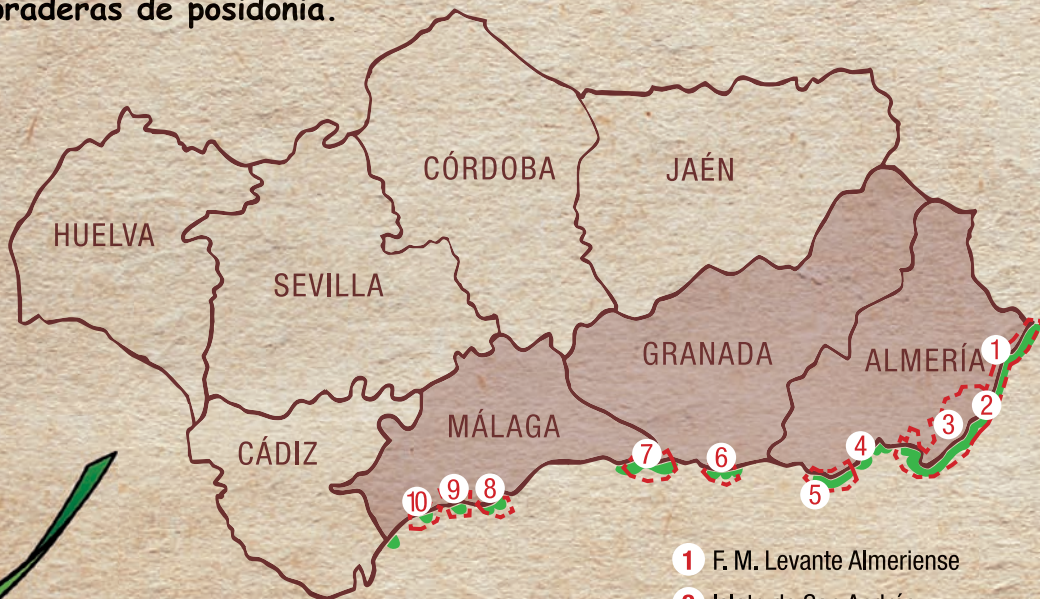 praderas de posidonia.
CÓRDOBA
JAÉN
HUELVA
SEVILLA
GRANADA
ALMERÍA
1
2
3
MÁLAGA
CÁDIZ
7
6
4
5
10
9
8
1 F. M. Levante Almeriense
2